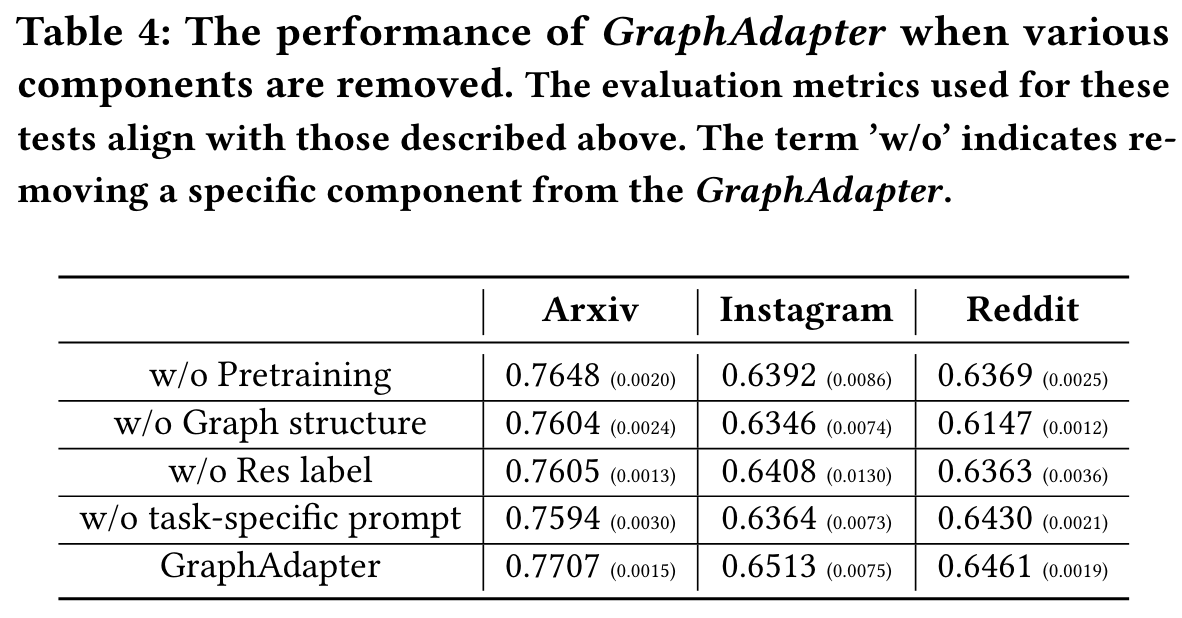 Table 4: The performance of GraphAdapter when various
components are removed. The evaluation metrics used for these
tests align with those described above. The term ’w/o’ indicates re-
moving a specific component from the GraphAdapter.
Arxiv Instagram Reddit
w/o Pretraining 0.7648 (0.0020) 0.6392 (0.0086) 0.6369 (0.0025)
w/o Graph structure 0.7604 (0.0024) 0.6346 (0.0074) 0.6147 (0.0012)
w/o Res label 0.7605 (0.0013) 0.6408 (0.0130) 0.6363 (0.0036)
w/o task-specific prompt 0.7594 (0.0030) 0.6364 (0.0073) 0.6430 (0.0021)
GraphAdapter 0.7707 (0.0015) 0.6513 (0.0075) 0.6461 (0.0019)